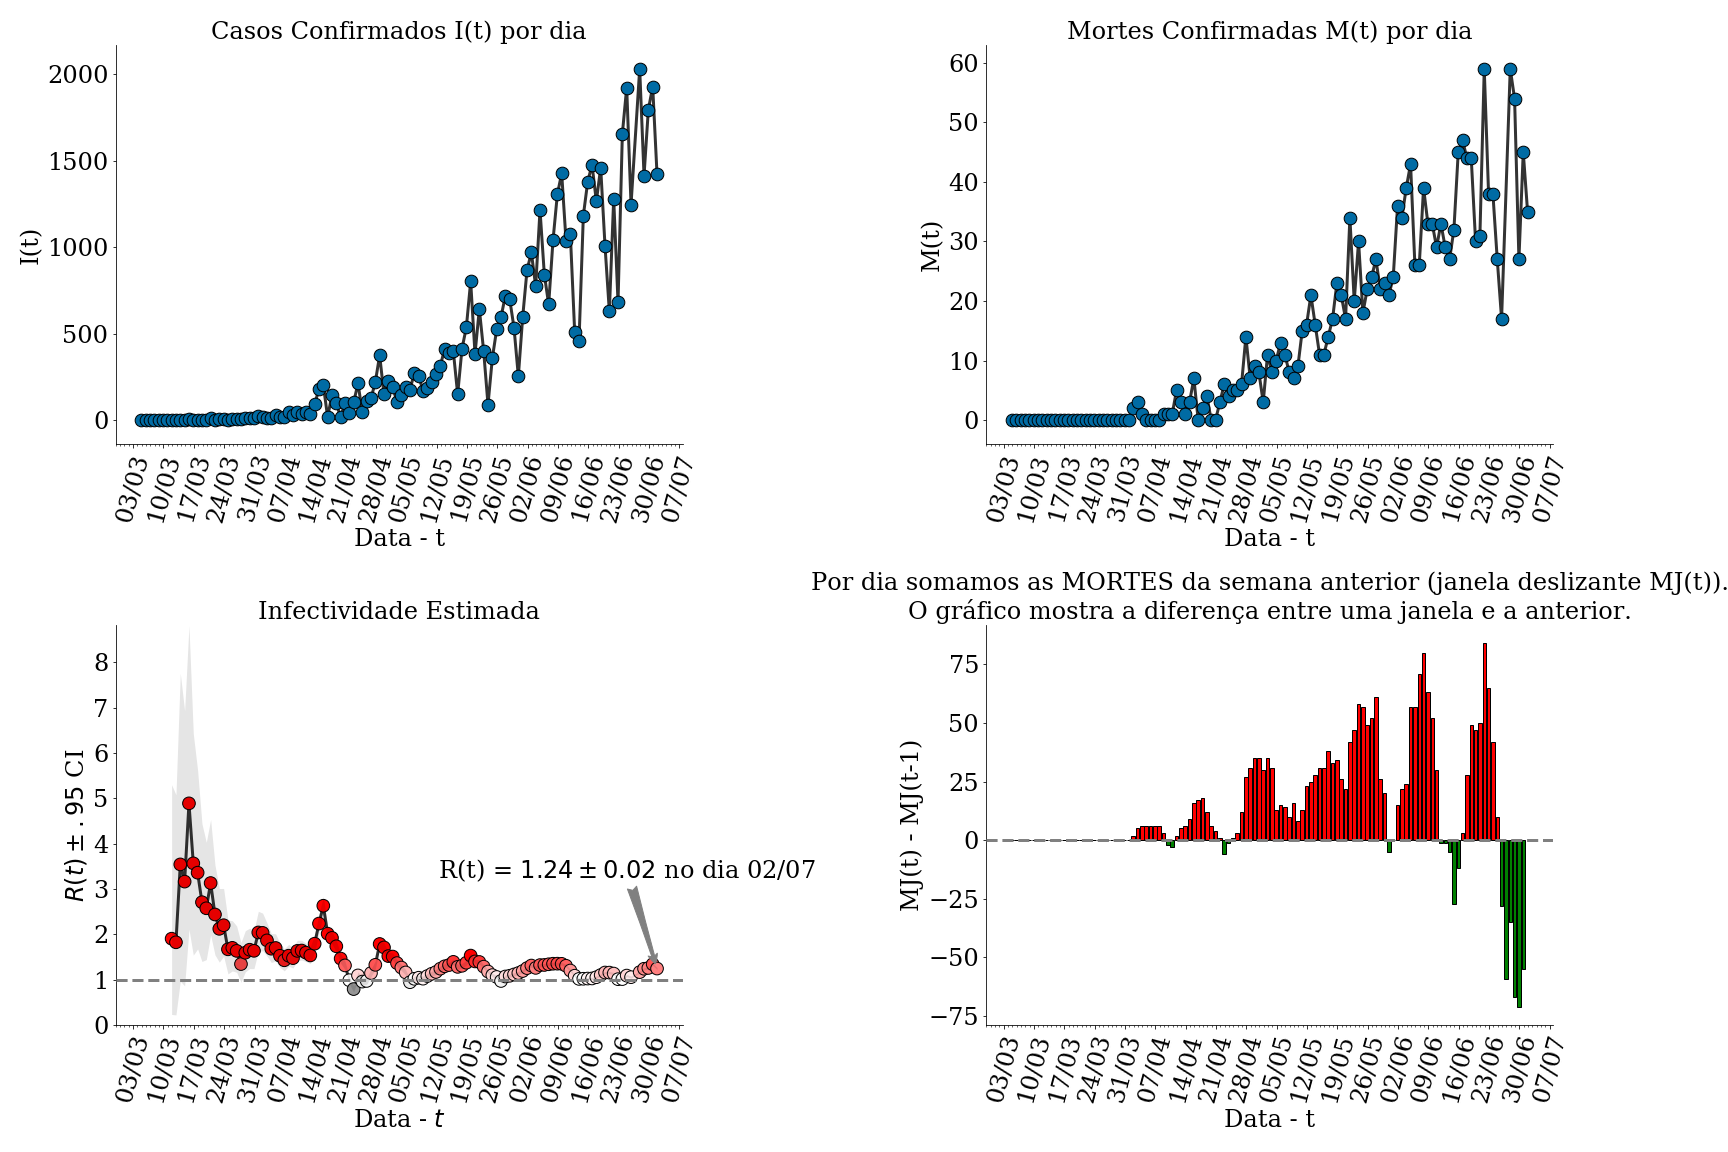 Casos Confirmados I(t) por dia
2000
1500
1000
500
0
I(t)
03/03 10/03 17/03 24/03 31/03 07/04 14/04 21/04 28/04 05/05 12/05 19/05 26/05 02/06 09/06 16/06 23/06 30/06 07/07
Data - t
Mortes Confirmadas M(t) por dia
60
50
40
30
20
10
0
M(t)
03/03 10/03 17/03 24/03 31/03 07/04 14/04 21/04 28/04 05/05 12/05 19/05 26/05 02/06 09/06 16/06 23/06 30/06 07/07
Data - t
Infectividade Estimada
8
7
6
5
4
3
2
1
0
R(t) ± .95 CI
R(t) = 1.24 ± 0.02 no dia 02/07
03/03 10/03 17/03 24/03 31/03 07/04 14/04 21/04 28/04 05/05 12/05 19/05 26/05 02/06 09/06 16/06 23/06 30/06 07/07
Data - t
Por dia somamos as MORTES da semana anterior (janela deslizante MJ(t)).
O gráfico mostra a diferença entre uma janela e a anterior.
75
50
25
0
−25
−50
−75
MJ(t) - MJ(t-1)
03/03 10/03 17/03 24/03 31/03 07/04 14/04 21/04 28/04 05/05 12/05 19/05 26/05 02/06 09/06 16/06 23/06 30/06 07/07
Data - t